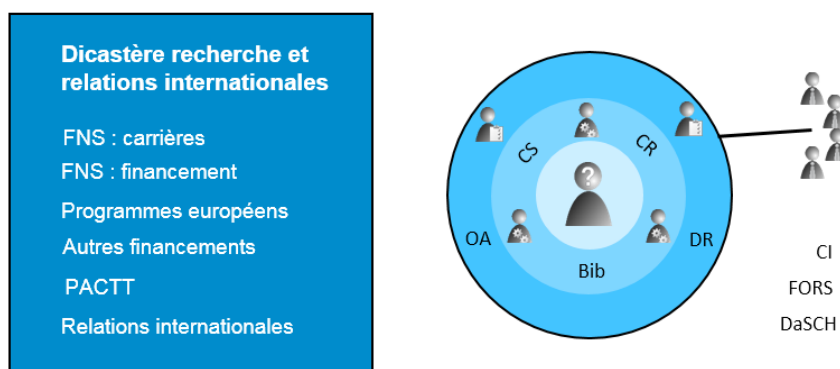 Dicastère recherche et
relations internationales
FNS : carrières
FNS : financement
Programmes européens
Autres financements
PACTT
Relations internationales
CS
CR
?
OA
DR
Bib
CI
FORS
DaSCH